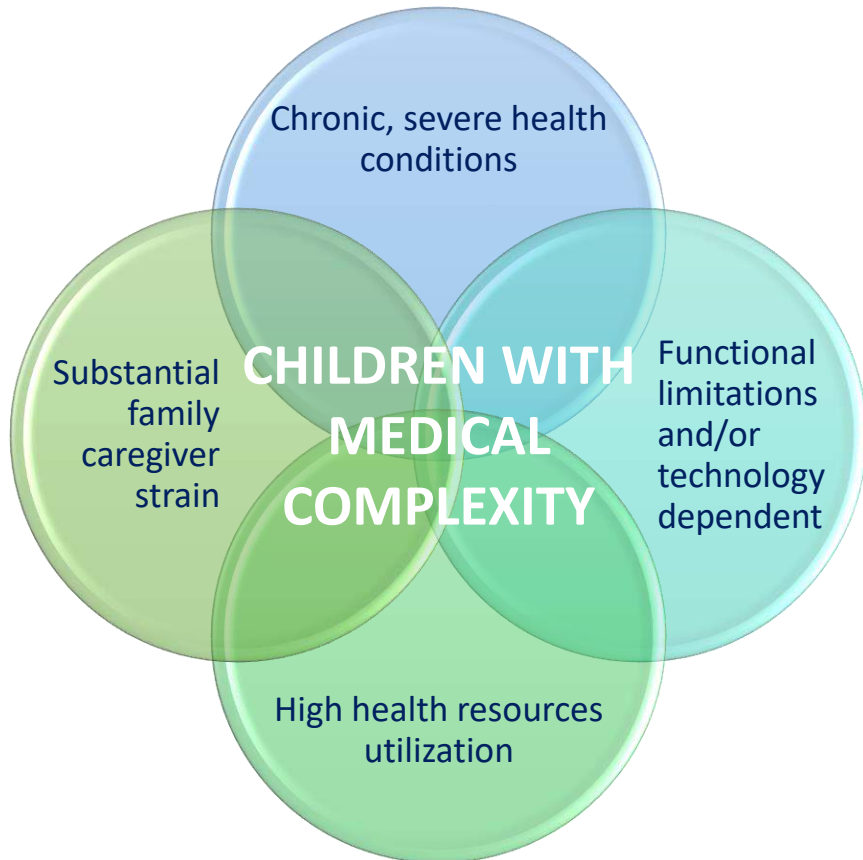 Chronic, severe health
conditions
Substantial
family
caregiver
strain
CHILDREN WITH
MEDICAL
COMPLEXITY
Functional
limitations
and/or
technology
dependent
High health resources
utilization